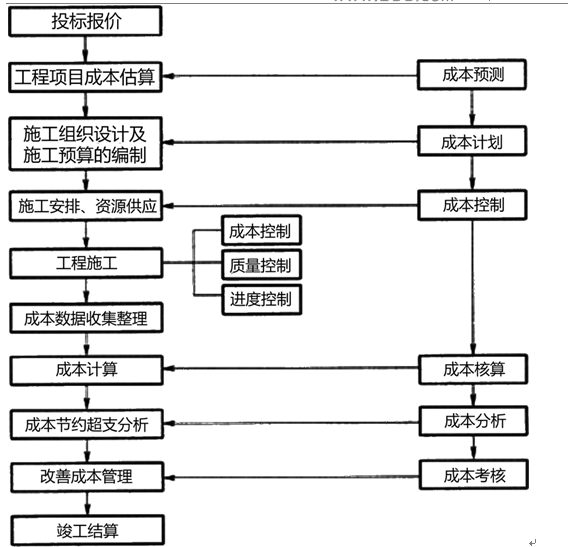 投标报价
工程项目成本估算
成本预测
施工组织设计及
施工预算的编制
成本计划
施工安排、资源供应
成本控制
成本控制
工程施工
质量控制
进度控制
成本数据收集整理
成本计算
成本核算
成本节约超支分析
成本分析
改善成本管理
成本考核
竣工结算